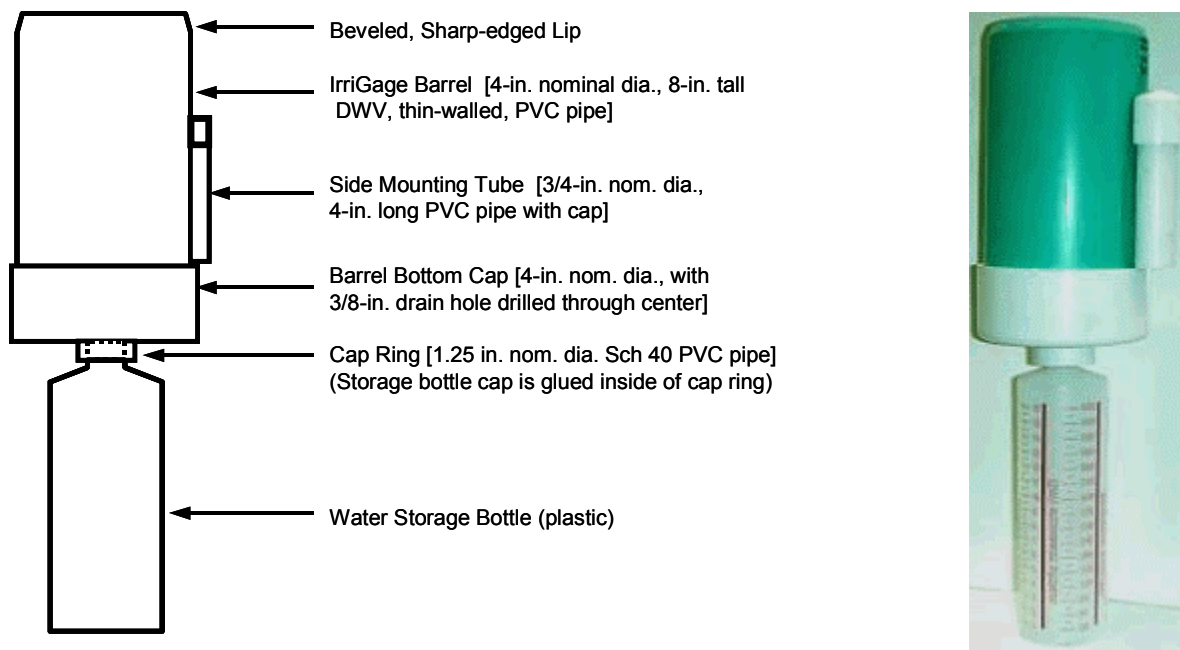 Beveled, Sharp-edged Lip
IrriGage Barrel [4-in. nominal dia., 8-in. tall
DWV, thin-walled, PVC pipe]
Side Mounting Tube [3/4-in. nom. dia.,
4-in. long PVC pipe with cap]
Barrel Bottom Cap [4-in. nom. dia., with
3/8-in. drain hole drilled through center]
Cap Ring [1.25 in. nom. dia. Sch 40 PVC pipe]
(Storage bottle cap is glued inside of cap ring)
Water Storage Bottle (plastic)